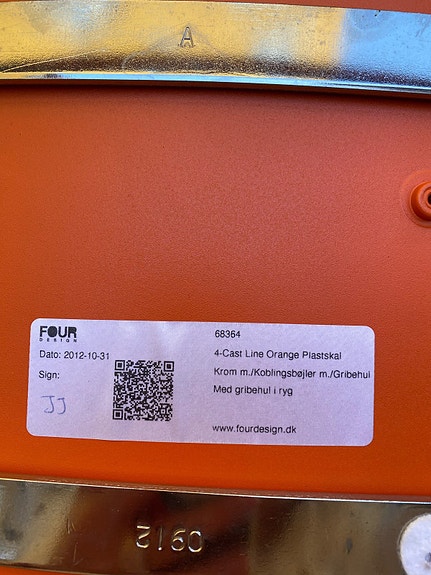 A
FOUR
DESIGN
68364
Dato: 2012-10-31
4-Cast Line Orange Plastskal
Sign:
Krom m./Koblingsbøjler m./Gribehul
JJ
Med gribehul i ryg
www.fourdesign.dk
0912